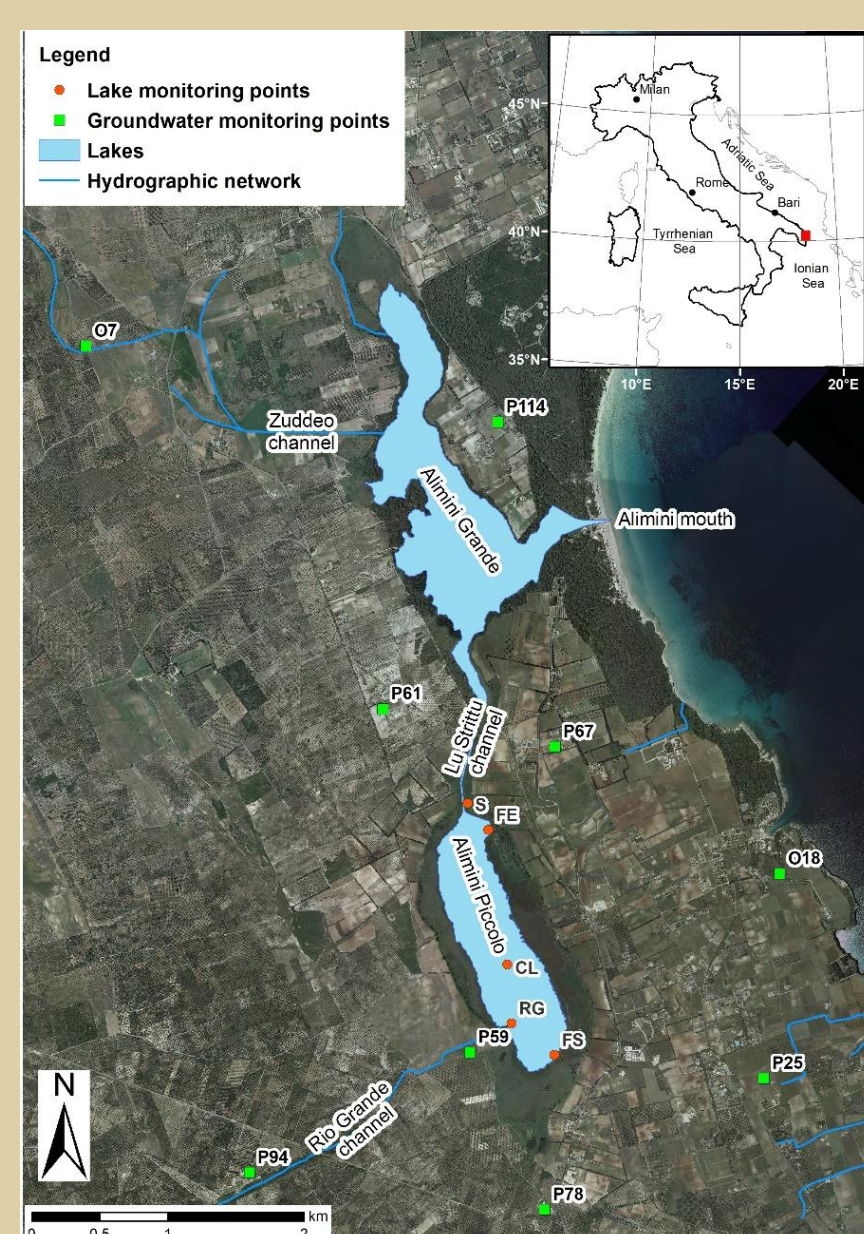 Legend
Lake monitoring points
Groundwater monitoring points
Lakes
Hydrographic network
45°N
40°N
35°N
10°E
15°E
20°E
Milan
Adriatic Sea
Rome
Bari
Tyrrhenian
Sea
Ionian
Sea
O7
P114
Zuddeo
channel
Alimini Grande
Alimini mouth
P61
Lu Strittu
channel
P67
S
FE
O18
Alimini Piccolo
CL
RG
P59
FS
P25
Rio Grande
channel
N
P94
P78
km
0 0.5 1 2